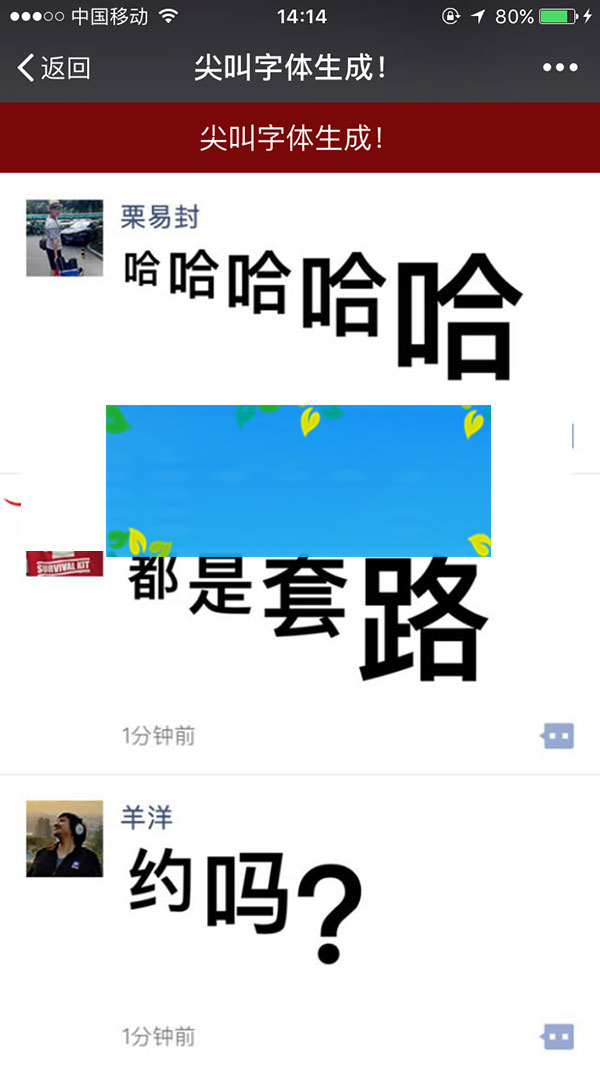 中国移动 14:14 80%
返回 尖叫字体生成!
尖叫字体生成!
栗易封
哈哈哈哈哈
SURVIVAL KIT
都是套路
1分钟前
羊洋
约吗?
1分钟前